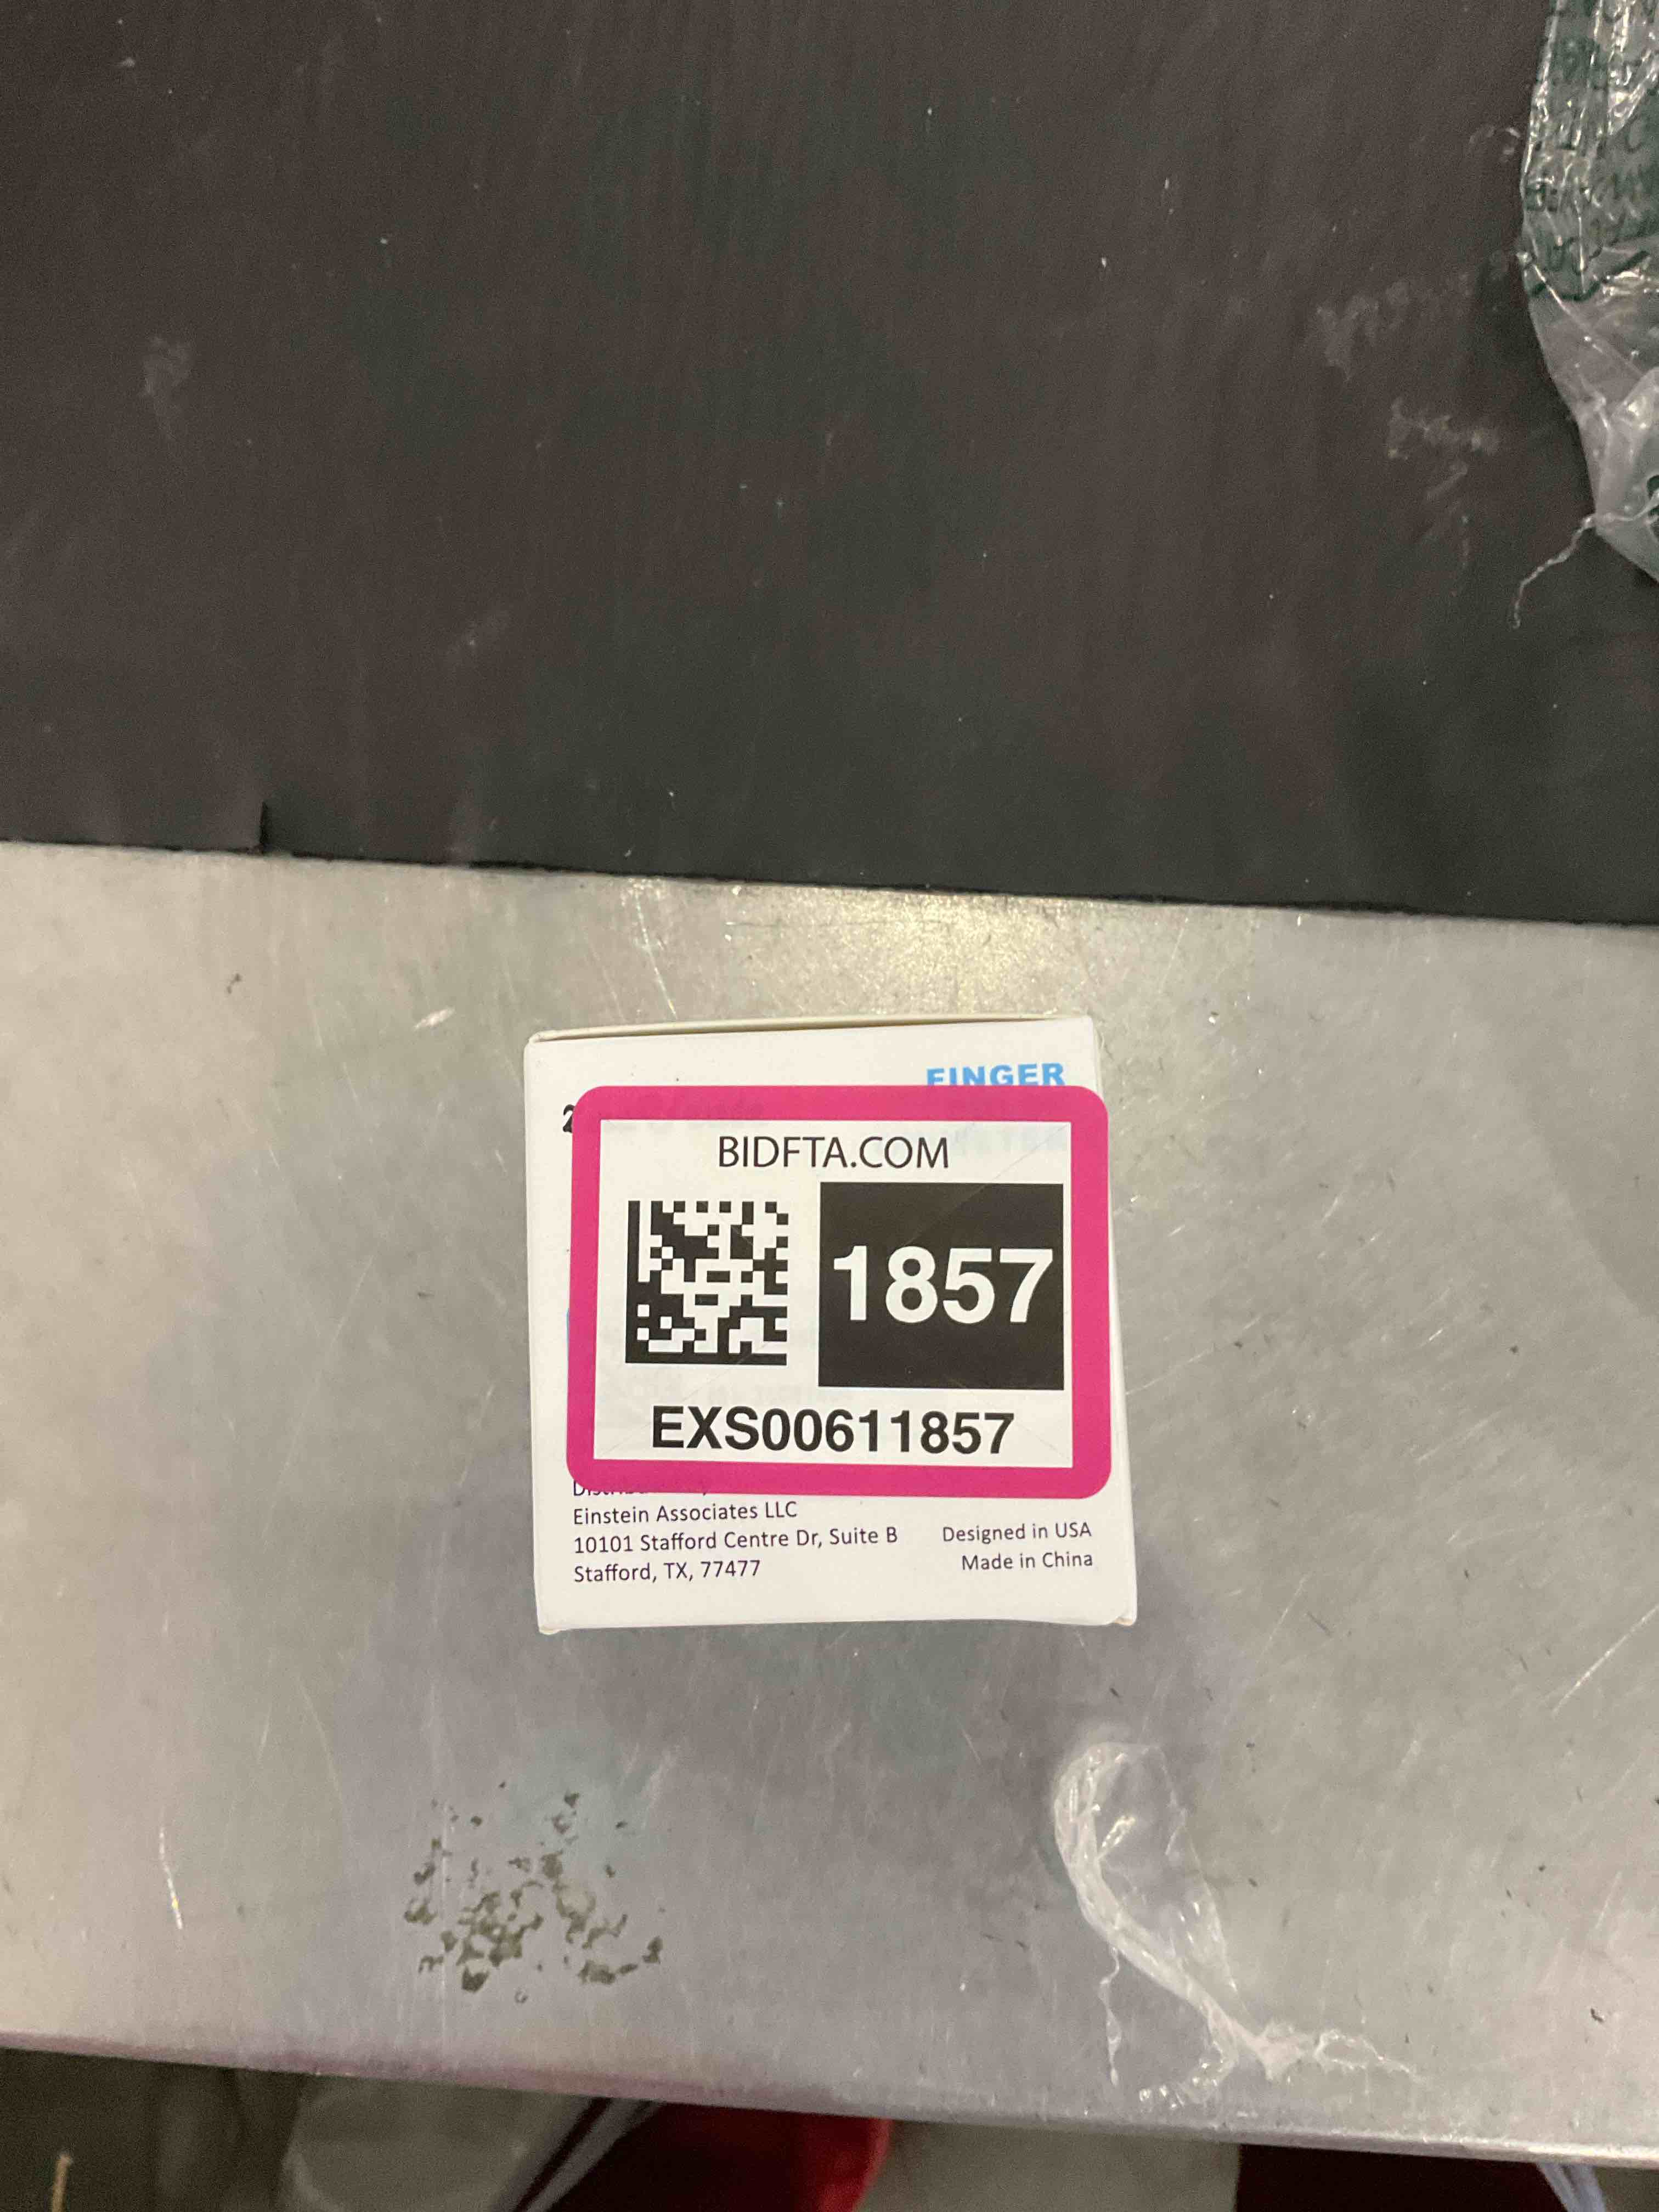 FINGER
2
BIDFTA.COM
1857
EXS00611857
Einstein Associates LLC
10101 Stafford Centre Dr, Suite B
Stafford, TX, 77477
Designed in USA
Made in China